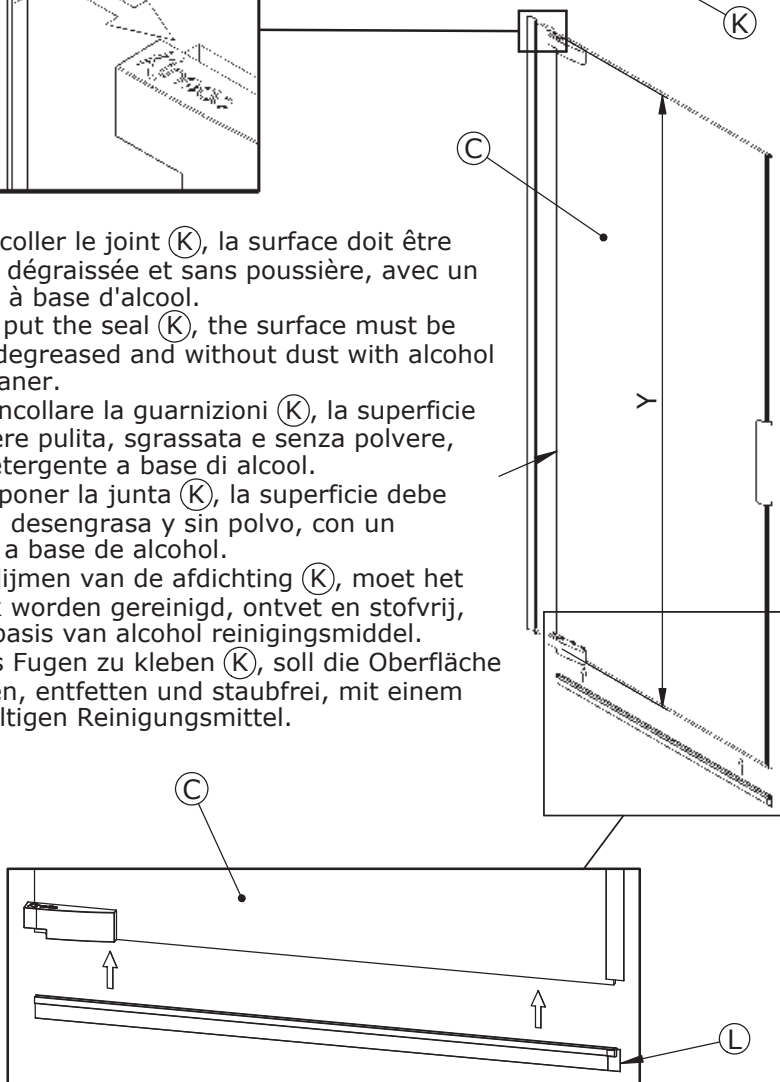 K
C
coller le joint K, la surface doit être
dégraissée et sans poussière, avec un
à base d'alcool.
put the seal K, the surface must be
degreased and without dust with alcohol
aner.
ncollare la guarnizioni K, la superficie
ere pulita, sgrassata e senza polvere,
etergente a base di alcool.
poner la junta K, la superficie debe
desengrasa y sin polvo, con un
a base de alcohol.
lijmen van de afdichting K, moet het
worden gereinigd, ontvet en stofvrij,
basis van alcohol reinigingsmiddel.
s Fugen zu kleben K, soll die Oberfläche
en, entfetten und staubfrei, mit einem
ltigen Reinigungsmittel.
Y
C
L